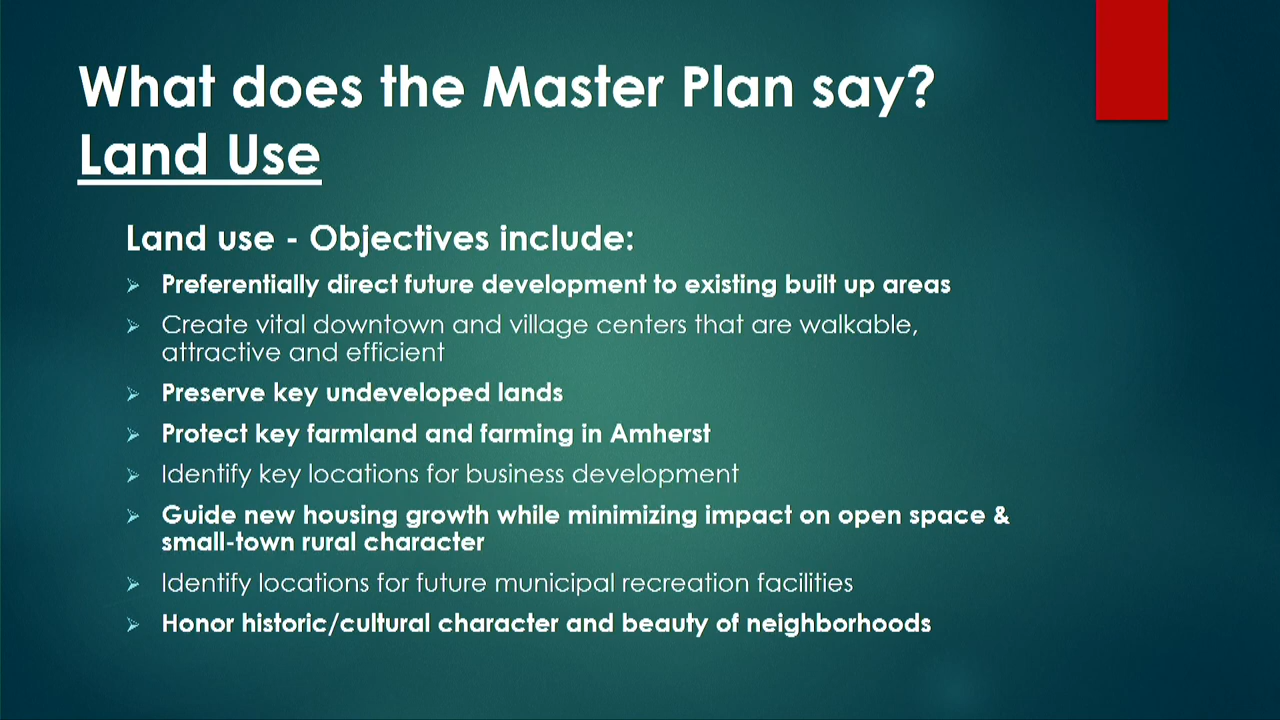 What does the Master Plan say?
Land Use
Land use - Objectives include:
Preferentially direct future development to existing built up areas
Create vital downtown and village centers that are walkable,
attractive and efficient
Preserve key undeveloped lands
Protect key farmland and farming in Amherst
Identify key locations for business development
Guide new housing growth while minimizing impact on open space &
small-town rural character
Identify locations for future municipal recreation facilities
Honor historic/cultural character and beauty of neighborhoods